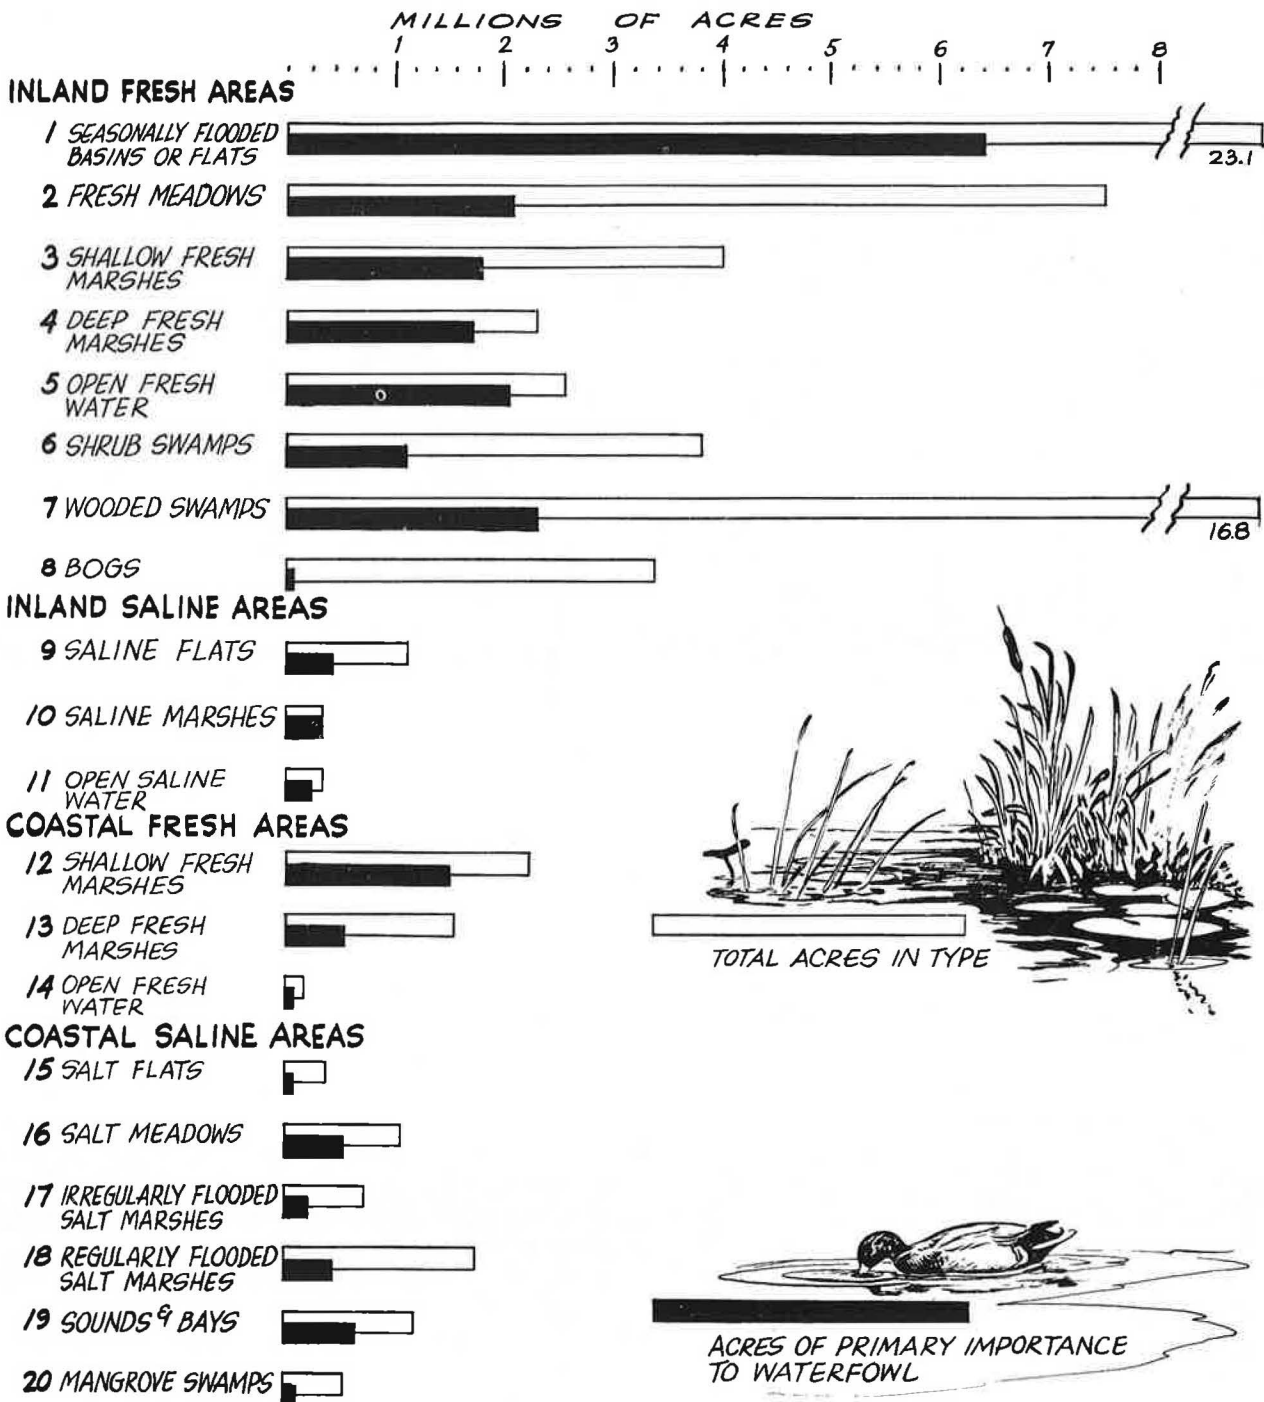 MILLIONS OF ACRES
1 2 3 4 5 6 7 8
INLAND FRESH AREAS
1 SEASONALLY FLOODED
BASINS OR FLATS
23.1
2 FRESH MEADOWS
3 SHALLOW FRESH
MARSHES
4 DEEP FRESH
MARSHES
5 OPEN FRESH
WATER
6 SHRUB SWAMPS
7 WOODED SWAMPS
16.8
8 BOGS
INLAND SALINE AREAS
9 SALINE FLATS
10 SALINE MARSHES
11 OPEN SALINE
WATER
COASTAL FRESH AREAS
12 SHALLOW FRESH
MARSHES
13 DEEP FRESH
MARSHES
TOTAL ACRES IN TYPE
14 OPEN FRESH
WATER
COASTAL SALINE AREAS
15 SALT FLATS
16 SALT MEADOWS
17 IRREGULARLY FLOODED
SALT MARSHES
18 REGULARLY FLOODED
SALT MARSHES
19 SOUNDS & BAYS
20 MANGROVE SWAMPS
ACRES OF PRIMARY IMPORTANCE
TO WATERFOWL